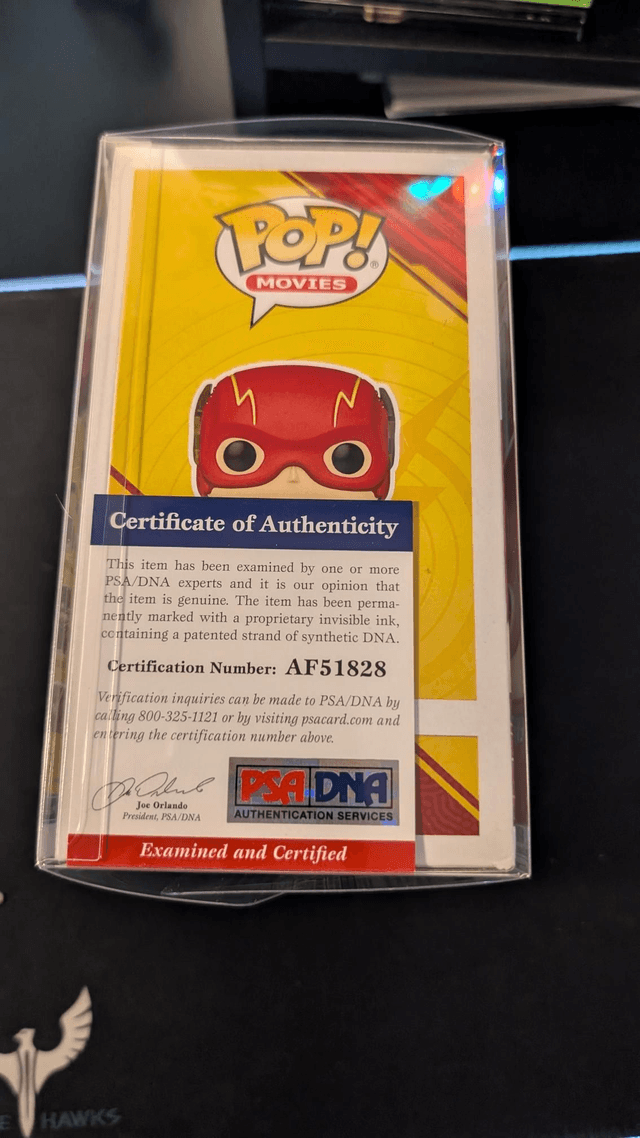 POP!®
MOVIES
Certificate of Authenticity
This item has been examined by one or more
PSA/DNA experts and it is our opinion that
the item is genuine. The item has been perma-
nently marked with a proprietary invisible ink,
containing a patented strand of synthetic DNA.
Certification Number: AF51828
Verification inquiries can be made to PSA/DNA by
calling 800-325-1121 or by visiting psacard.com and
entering the certification number above.
Joe Orlando
President, PSA/DNA
PSA DNA
AUTHENTICATION SERVICES
Examined and Certified
HAWKS